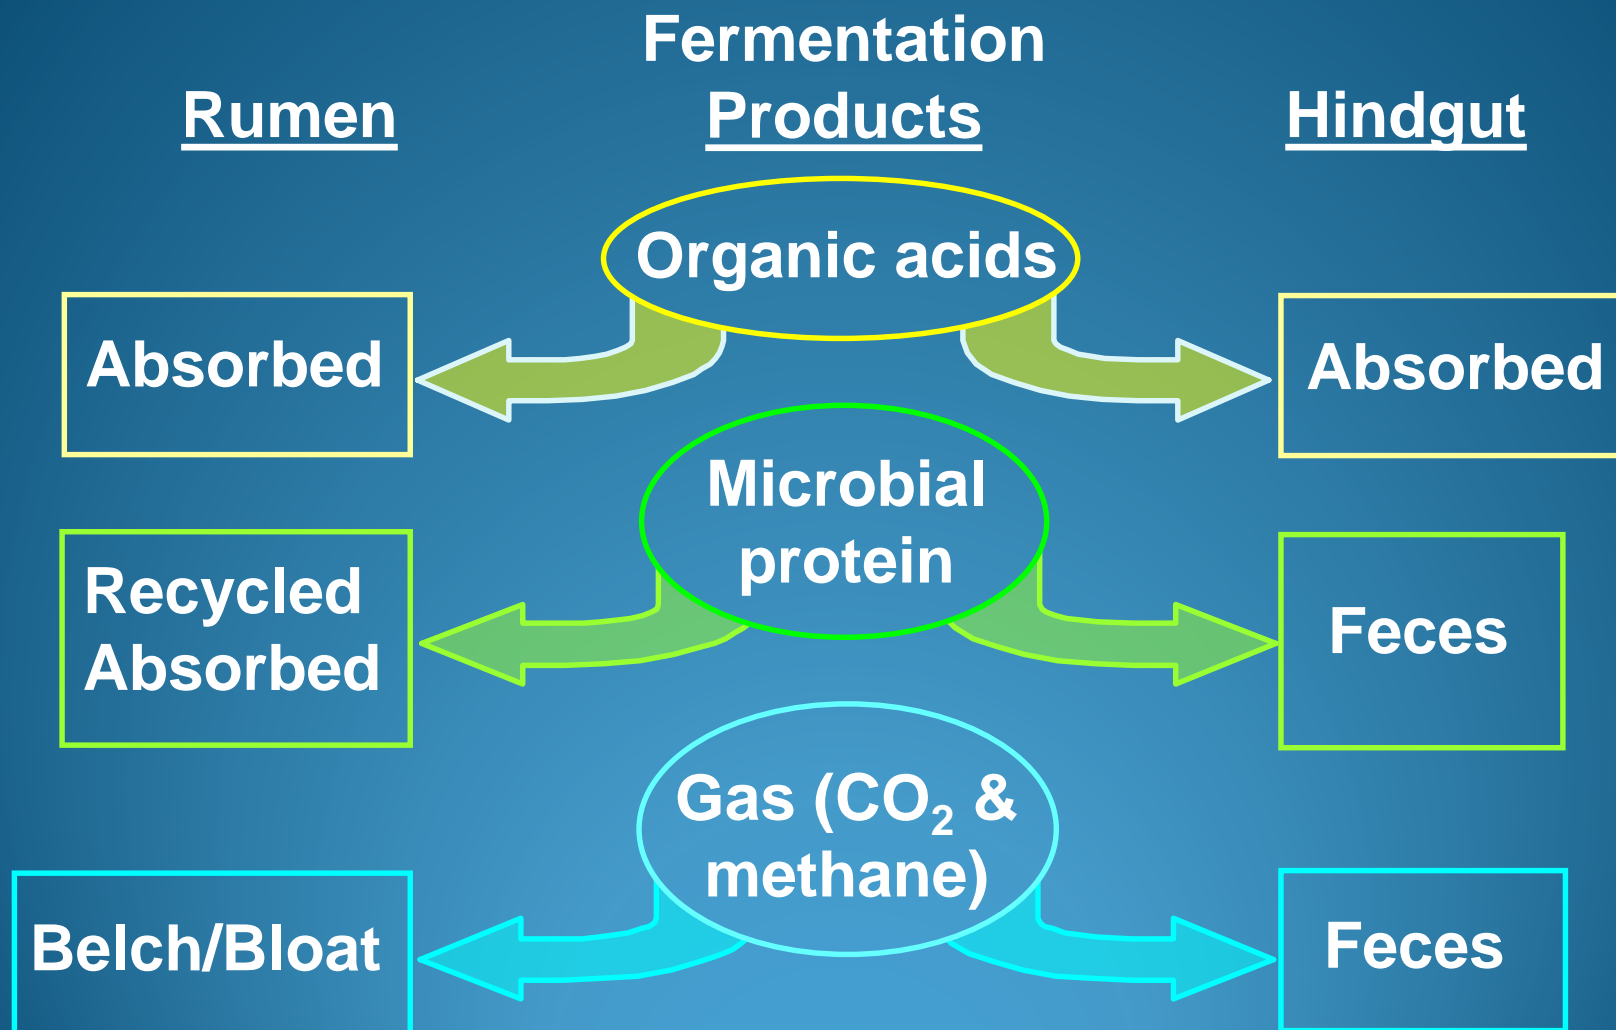 Fermentation
Rumen
Products
Hindgut
Organic acids
Absorbed
Absorbed
Microbial
protein
Recycled
Absorbed
Feces
Gas (CO₂ &
methane)
Belch/Bloat
Feces